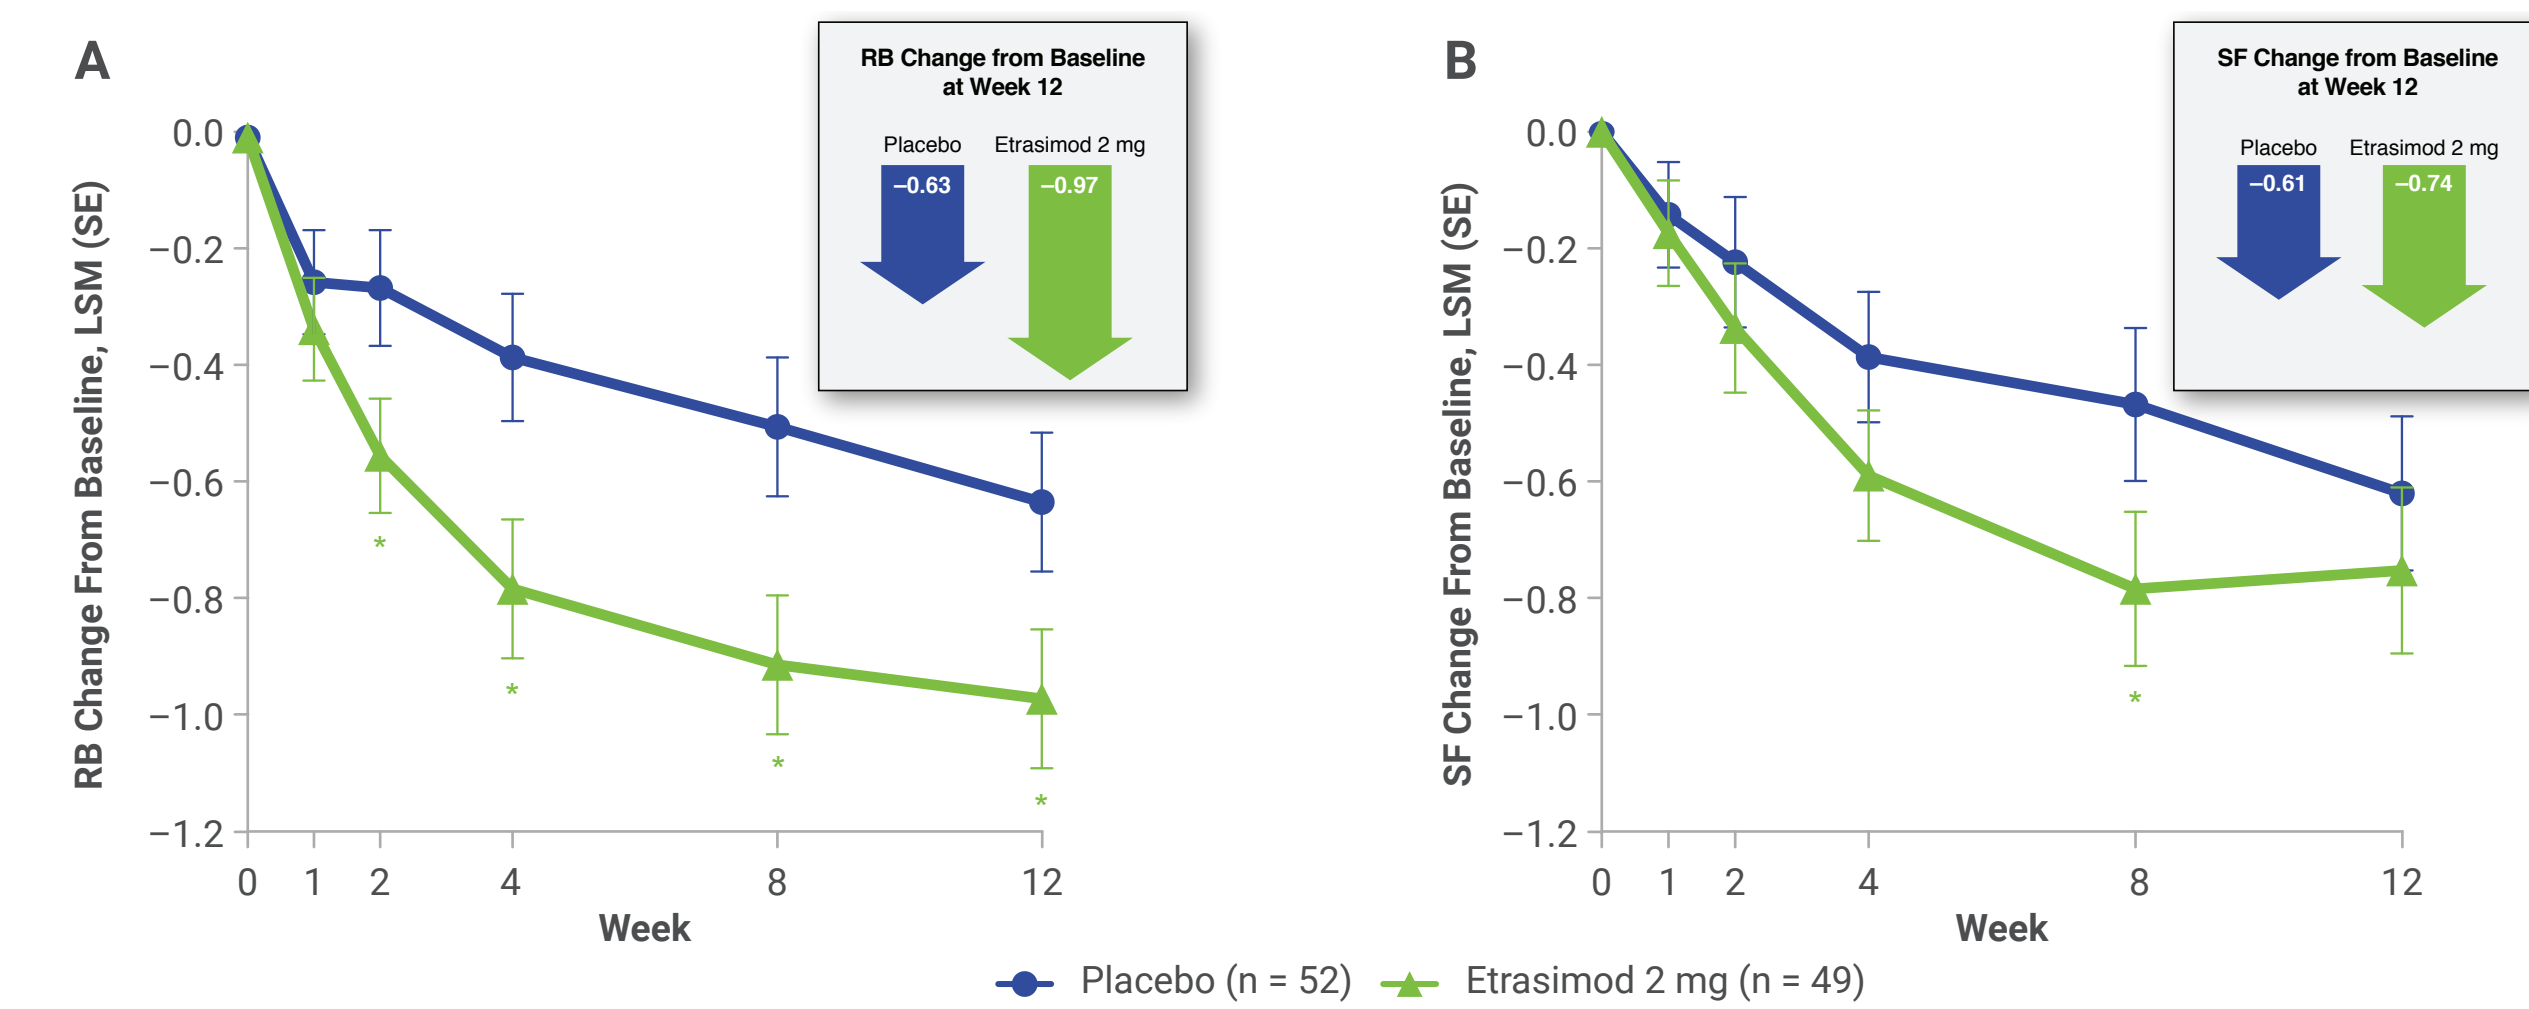 A
RB Change from Baseline
at Week 12
Placebo
Etrasimod 2 mg
−0.63
−0.97
RB Change From Baseline, LSM (SE)
0.0
−0.2
−0.4
−0.6
−0.8
−1.0
−1.2
*
*
*
*
0 1 2 4 8 12
Week
B
SF Change from Baseline
at Week 12
Placebo
Etrasimod 2 mg
−0.61
−0.74
SF Change From Baseline, LSM (SE)
0.0
−0.2
−0.4
−0.6
−0.8
−1.0
−1.2
*
0 1 2 4 8 12
Week
Placebo (n = 52) Etrasimod 2 mg (n = 49)